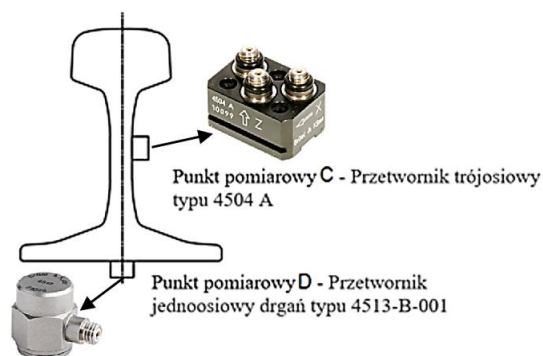 4504 A
10099
Z
X
Punkt pomiarowy C - Przetwornik trójosiowy
typu 4504 A
Punkt pomiarowy D - Przetwornik
jednoosiowy drgań typu 4513-B-001